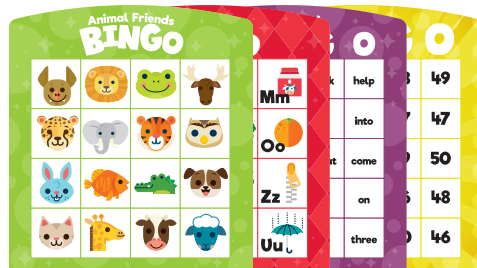 Animal Friends
BINGO
O
G O
G O
Mm
Oo
Zz
Uu
help
into
come
on
three
49
47
50
48
46